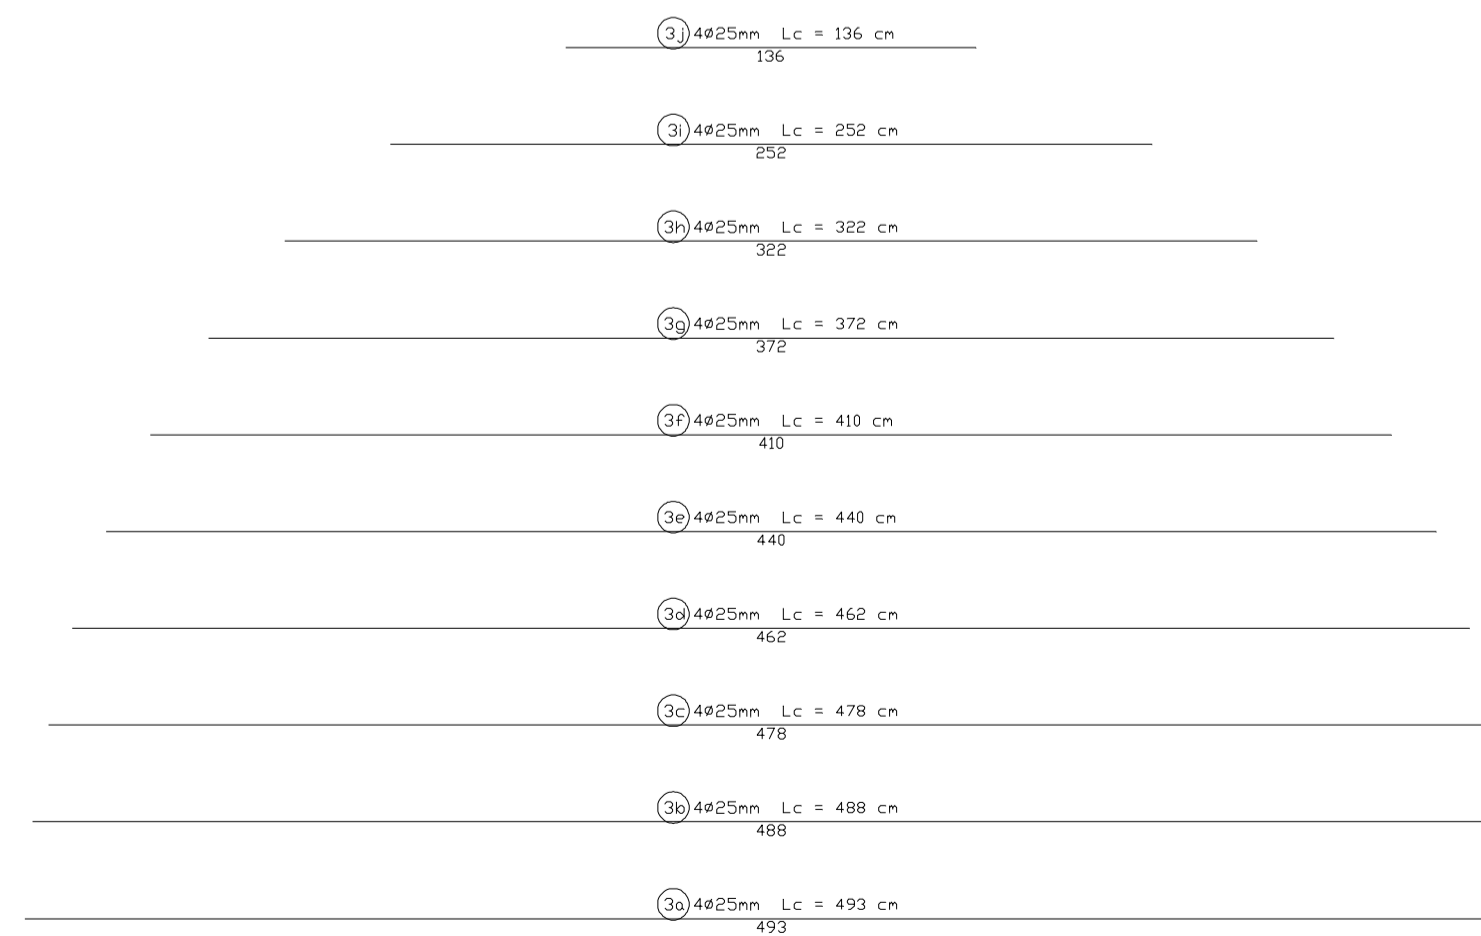 3j 4ø25mm Lc = 136 cm
136
3i 4ø25mm Lc = 252 cm
252
3h 4ø25mm Lc = 322 cm
322
3g 4ø25mm Lc = 372 cm
372
3f 4ø25mm Lc = 410 cm
410
3e 4ø25mm Lc = 440 cm
440
3d 4ø25mm Lc = 462 cm
462
3c 4ø25mm Lc = 478 cm
478
3b 4ø25mm Lc = 488 cm
488
3a 4ø25mm Lc = 493 cm
493